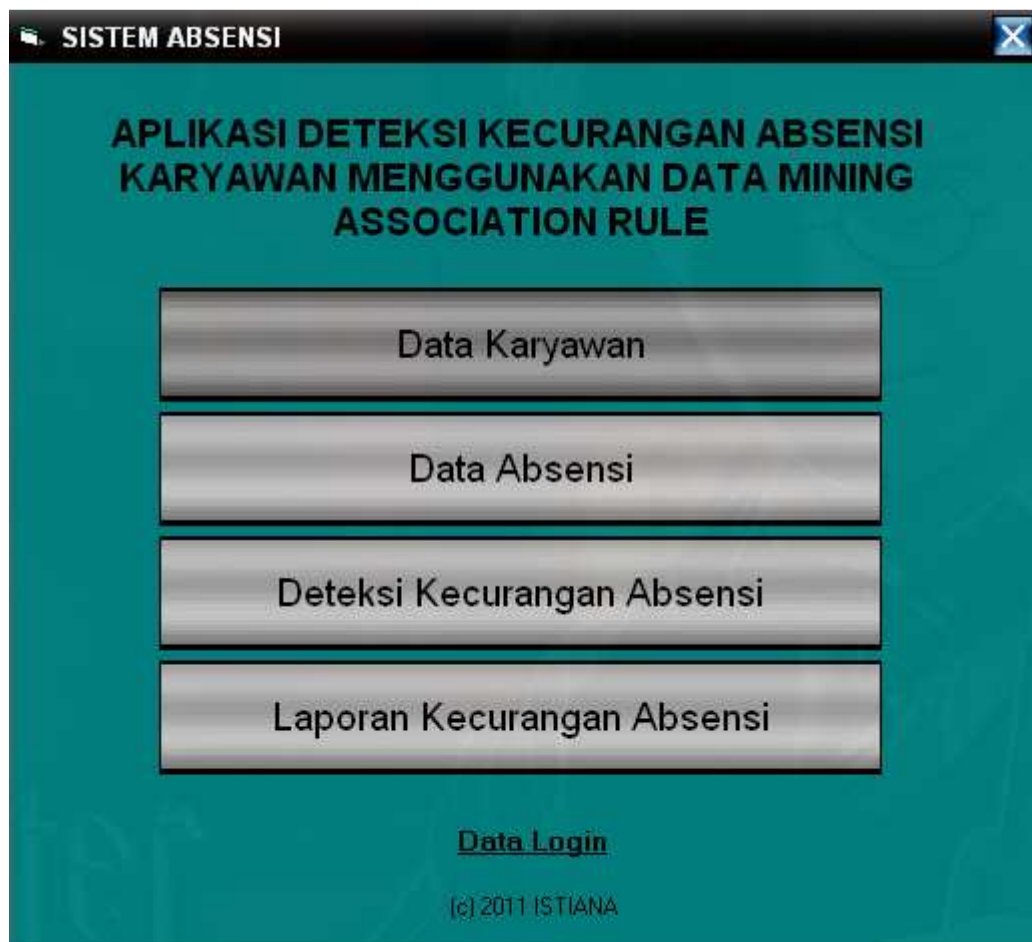 SISTEM ABSENSI
APLIKASI DETEKSI KECURANGAN ABSENSI
KARYAWAN MENGGUNAKAN DATA MINING
ASSOCIATION RULE
Data Karyawan
Data Absensi
Deteksi Kecurangan Absensi
Laporan Kecurangan Absensi
Data Login
(c) 2011 ISTIANA